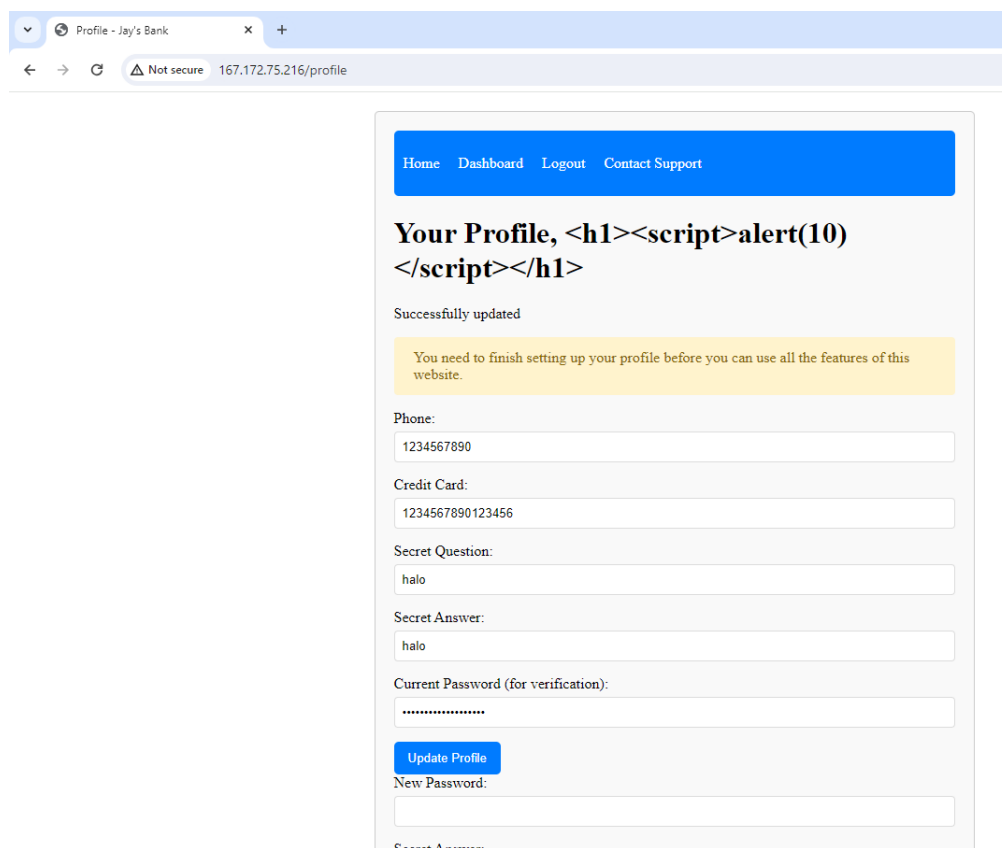 Profile - Jay's Bank
Not secure 167.172.75.216/profile
Home Dashboard Logout Contact Support
Your Profile, <h1><script>alert(10)
</script></h1>
Successfully updated
You need to finish setting up your profile before you can use all the features of this
website.
Phone:
1234567890
Credit Card:
1234567890123456
Secret Question:
halo
Secret Answer:
halo
Current Password (for verification):
•••••••••••••••••••
Update Profile
New Password:
Secret Answer: